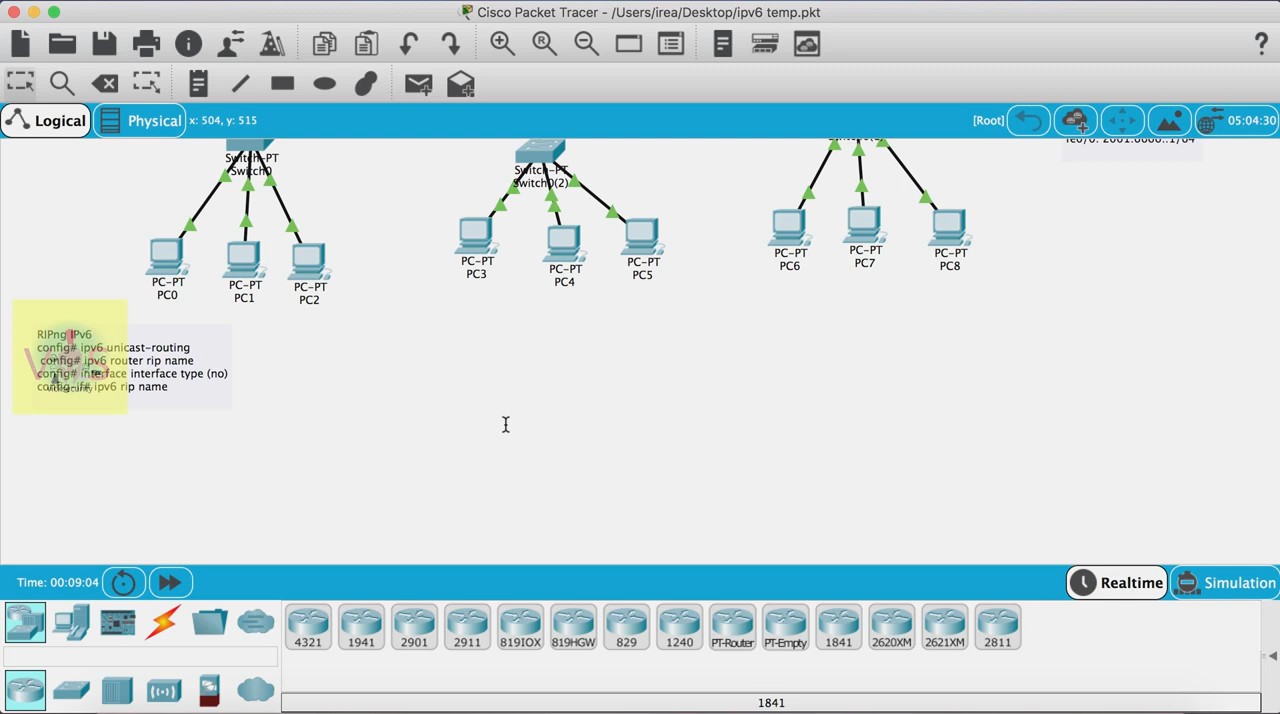 Cisco Packet Tracer - /Users/irea/Desktop/ipv6 temp.pkt
Logical
Physical
x: 504, y: 515
[Root]
05:04:30
Switch-PT
Switch0
Switch-PT
Switch0(2)
PC-PT
PC0
PC-PT
PC1
PC-PT
PC2
PC-PT
PC3
PC-PT
PC4
PC-PT
PC5
PC-PT
PC6
PC-PT
PC7
PC-PT
PC8
RIPng IPv6
config# ipv6 unicast-routing
config# ipv6 router rip name
config# interface interface type (no)
config-if# ipv6 rip name
Time: 00:09:04
Realtime
Simulation
4321
1941
2901
2911
819IOX
819HGW
829
1240
PT-Router
PT-Empty
1841
2620XM
2621XM
2811
1841